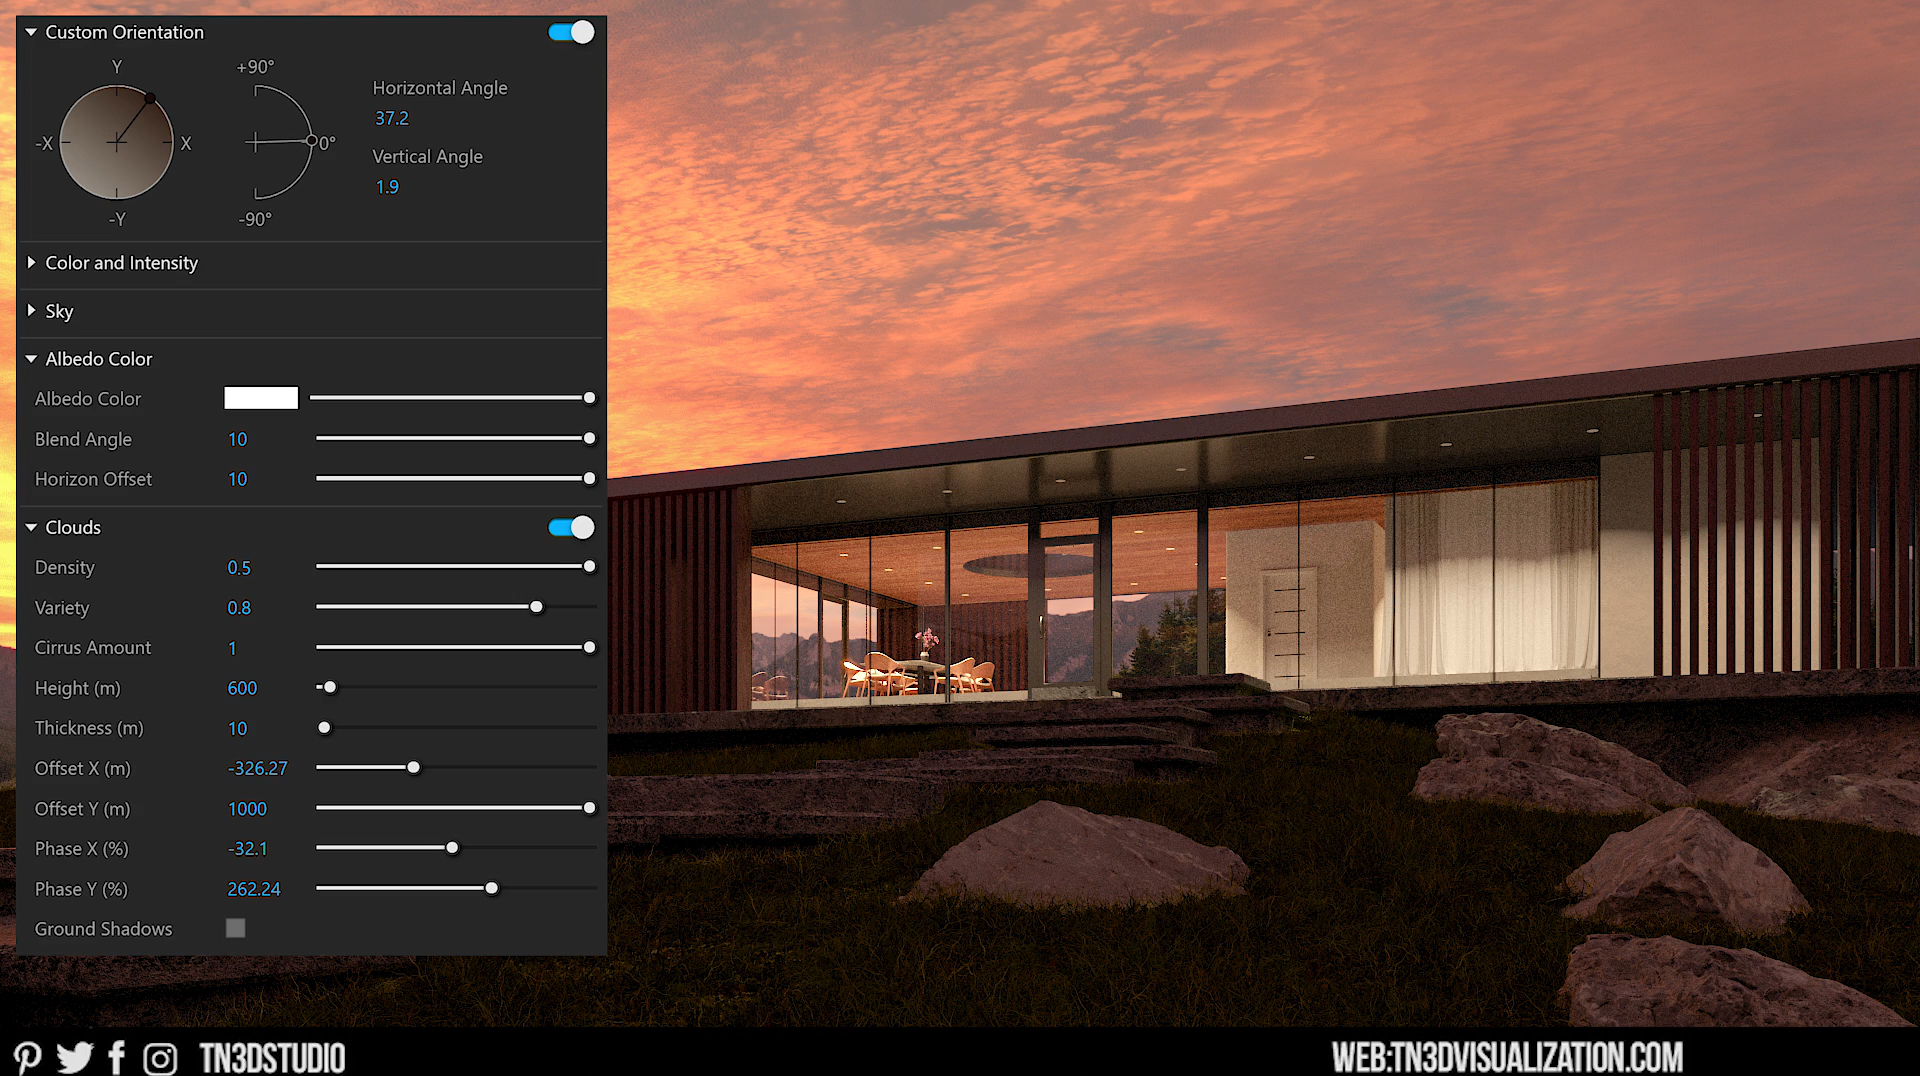 Custom Orientation
Y
+90°
Horizontal Angle
37.2
-X
X
0°
Vertical Angle
1.9
-Y
-90°
Color and Intensity
Sky
Albedo Color
Albedo Color
Blend Angle 10
Horizon Offset 10
Clouds
Density 0.5
Variety 0.8
Cirrus Amount 1
Height (m) 600
Thickness (m) 10
Offset X (m) -326.27
Offset Y (m) 1000
Phase X (%) -32.1
Phase Y (%) 262.24
Ground Shadows
TN3DSTUDIO
WEB:TN3DVISUALIZATION.COM